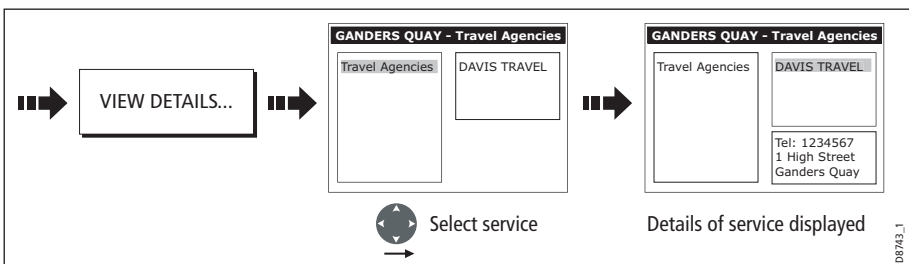 VIEW DETAILS...
GANDERS QUAY - Travel Agencies
Travel Agencies
DAVIS TRAVEL
Select service
GANDERS QUAY - Travel Agencies
Travel Agencies
DAVIS TRAVEL
Tel: 1234567
1 High Street
Ganders Quay
Details of service displayed
D8743_1